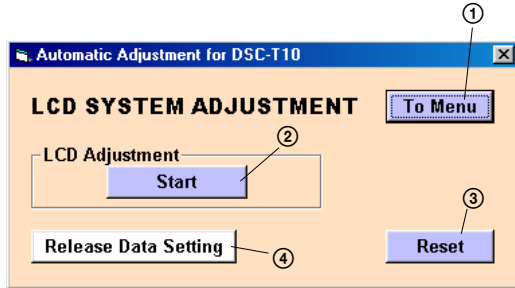 ①
Automatic Adjustment for DSC-T10
LCD SYSTEM ADJUSTMENT
To Menu
②
LCD Adjustment
Start
③
Release Data Setting
④
Reset